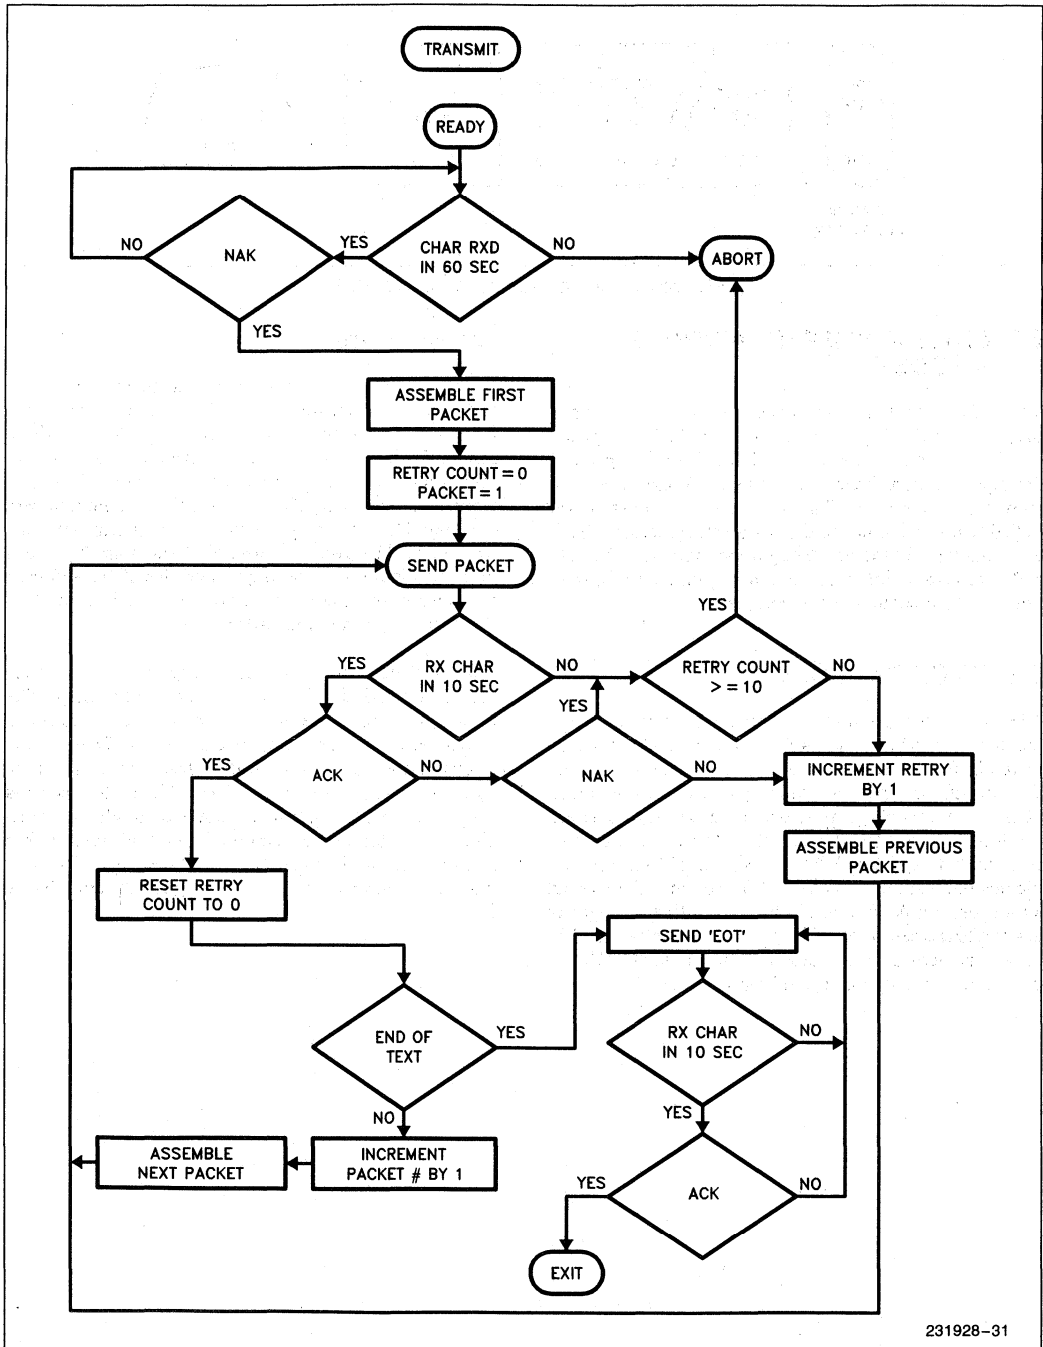 TRANSMIT
READY
NO
NAK
YES
CHAR RXD
IN 60 SEC
NO
ABORT
YES
ASSEMBLE FIRST
PACKET
RETRY COUNT = 0
PACKET = 1
SEND PACKET
YES
YES
RX CHAR
IN 10 SEC
NO
RETRY COUNT
> = 10
NO
YES
YES
ACK
NO
NAK
NO
INCREMENT RETRY
BY 1
ASSEMBLE PREVIOUS
PACKET
RESET RETRY
COUNT TO 0
SEND 'EOT'
END OF
TEXT
YES
RX CHAR
IN 10 SEC
NO
NO
YES
ASSEMBLE
NEXT PACKET
INCREMENT
PACKET # BY 1
YES
ACK
NO
EXIT
231928-31